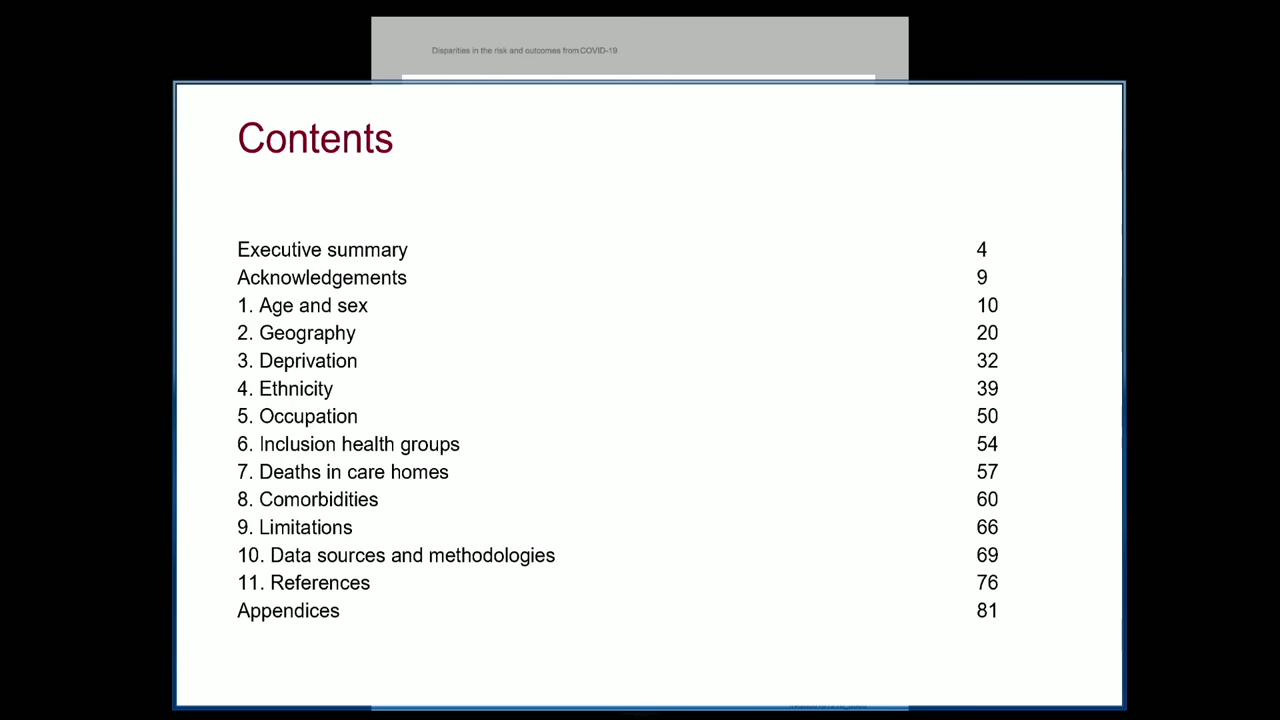 Disparities in the risk and outcomes from COVID-19
Contents
Executive summary 4
Acknowledgements 9
1. Age and sex 10
2. Geography 20
3. Deprivation 32
4. Ethnicity 39
5. Occupation 50
6. Inclusion health groups 54
7. Deaths in care homes 57
8. Comorbidities 60
9. Limitations 66
10. Data sources and methodologies 69
11. References 76
Appendices 81